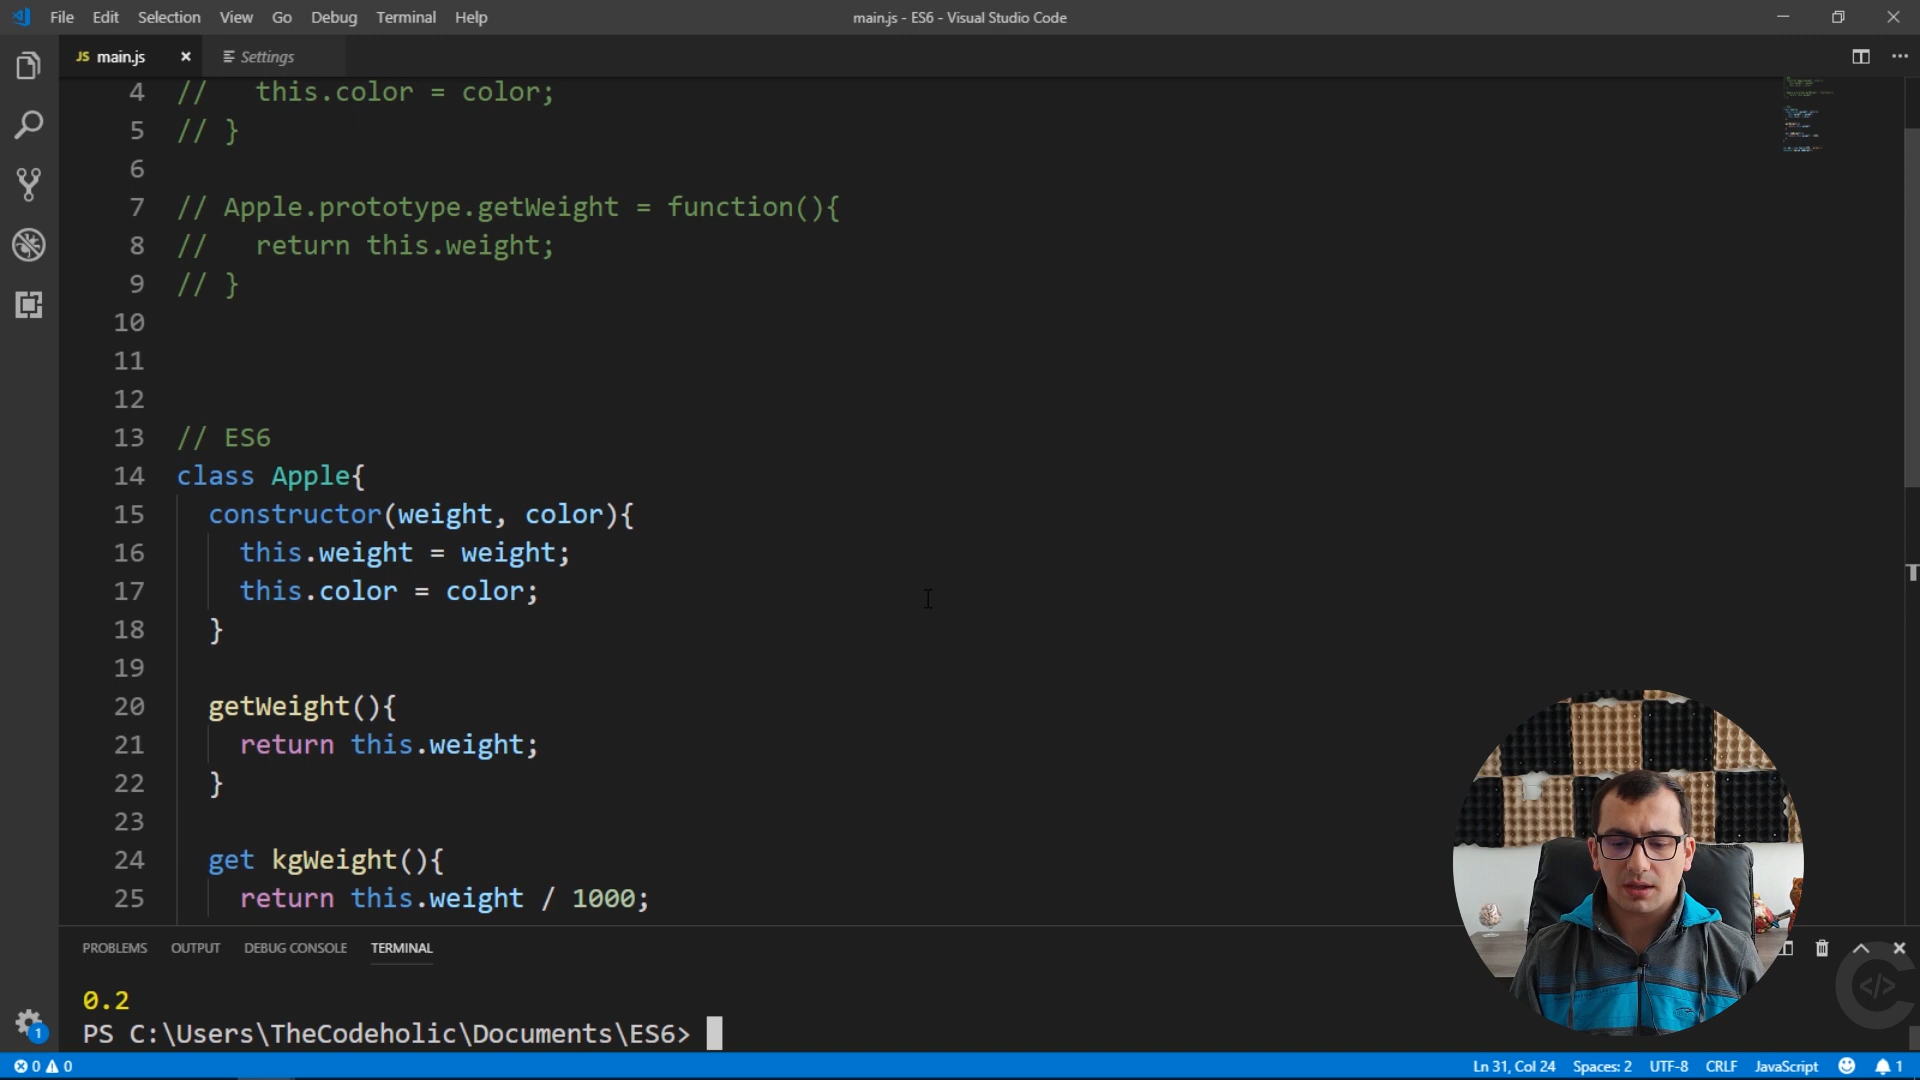 File Edit Selection View Go Debug Terminal Help
main.js - ES6 - Visual Studio Code
JS main.js Settings
4 //   this.color = color;
5 // }
6
7 // Apple.prototype.getWeight = function(){
8 //   return this.weight;
9 // }
10
11
12
13 // ES6
14 class Apple{
15   constructor(weight, color){
16     this.weight = weight;
17     this.color = color;
18   }
19
20   getWeight(){
21     return this.weight;
22   }
23
24   get kgWeight(){
25     return this.weight / 1000;
PROBLEMS OUTPUT DEBUG CONSOLE TERMINAL
0.2
PS C:\Users\TheCodeholic\Documents\ES6>
1
0 0 Ln 31, Col 24 Spaces: 2 UTF-8 CRLF JavaScript 1